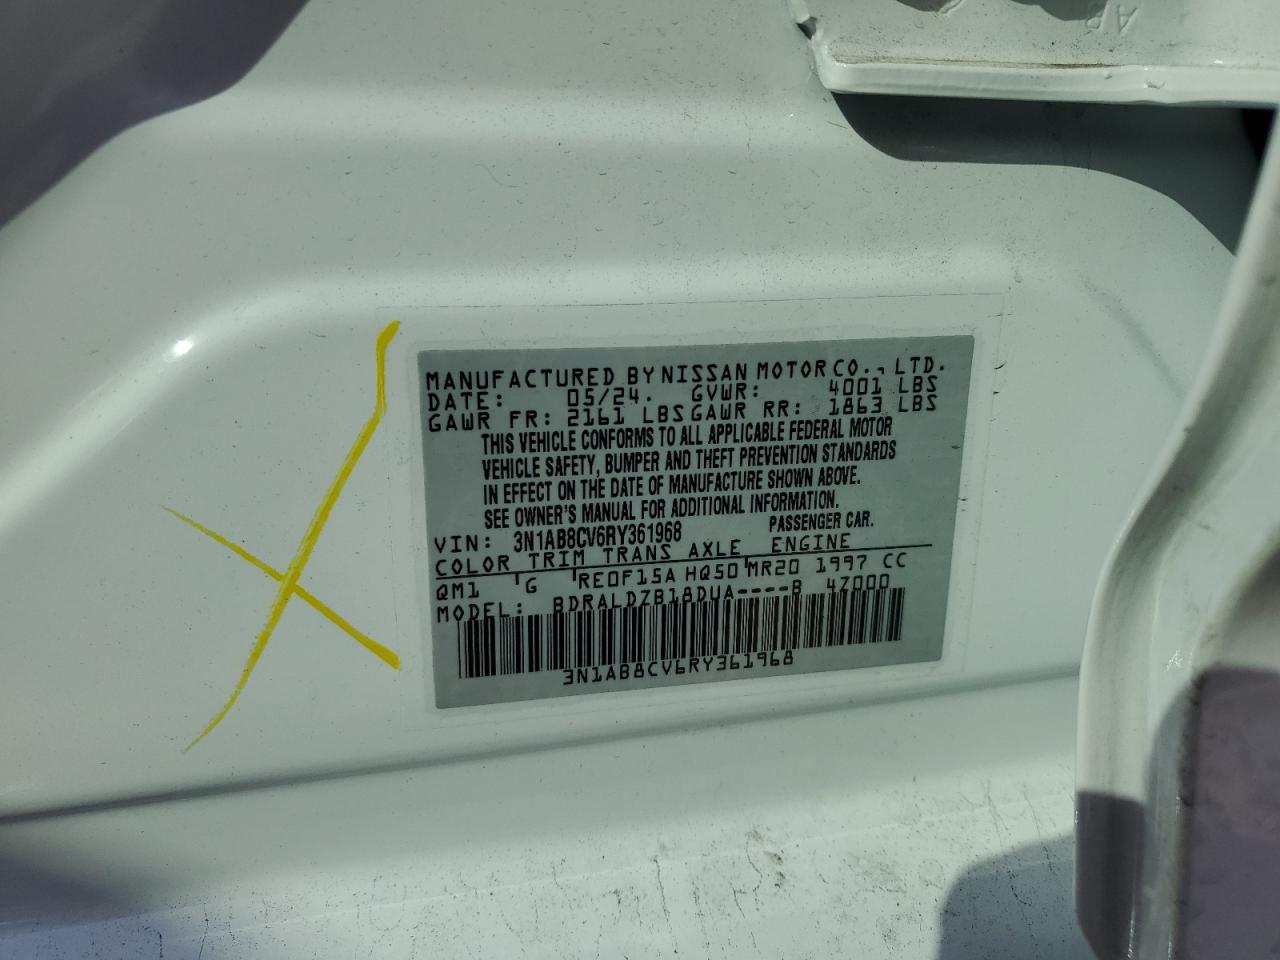 MANUFACTURED BY NISSAN MOTOR CO., LTD.
DATE: 05/24. GVWR: 4001 LBS
GAWR FR: 2161 LBS GAWR RR: 1863 LBS
THIS VEHICLE CONFORMS TO ALL APPLICABLE FEDERAL MOTOR
VEHICLE SAFETY, BUMPER AND THEFT PREVENTION STANDARDS
IN EFFECT ON THE DATE OF MANUFACTURE SHOWN ABOVE.
SEE OWNER'S MANUAL FOR ADDITIONAL INFORMATION.
VIN: 3N1AB8CV6RY361968 PASSENGER CAR.
COLOR TRIM TRANS AXLE ENGINE
QM1 G RE0F15A HQ50 MR20 1997 CC
MODEL: BDRALDZB18DUA----B 4Z000
3N1AB8CV6RY361968